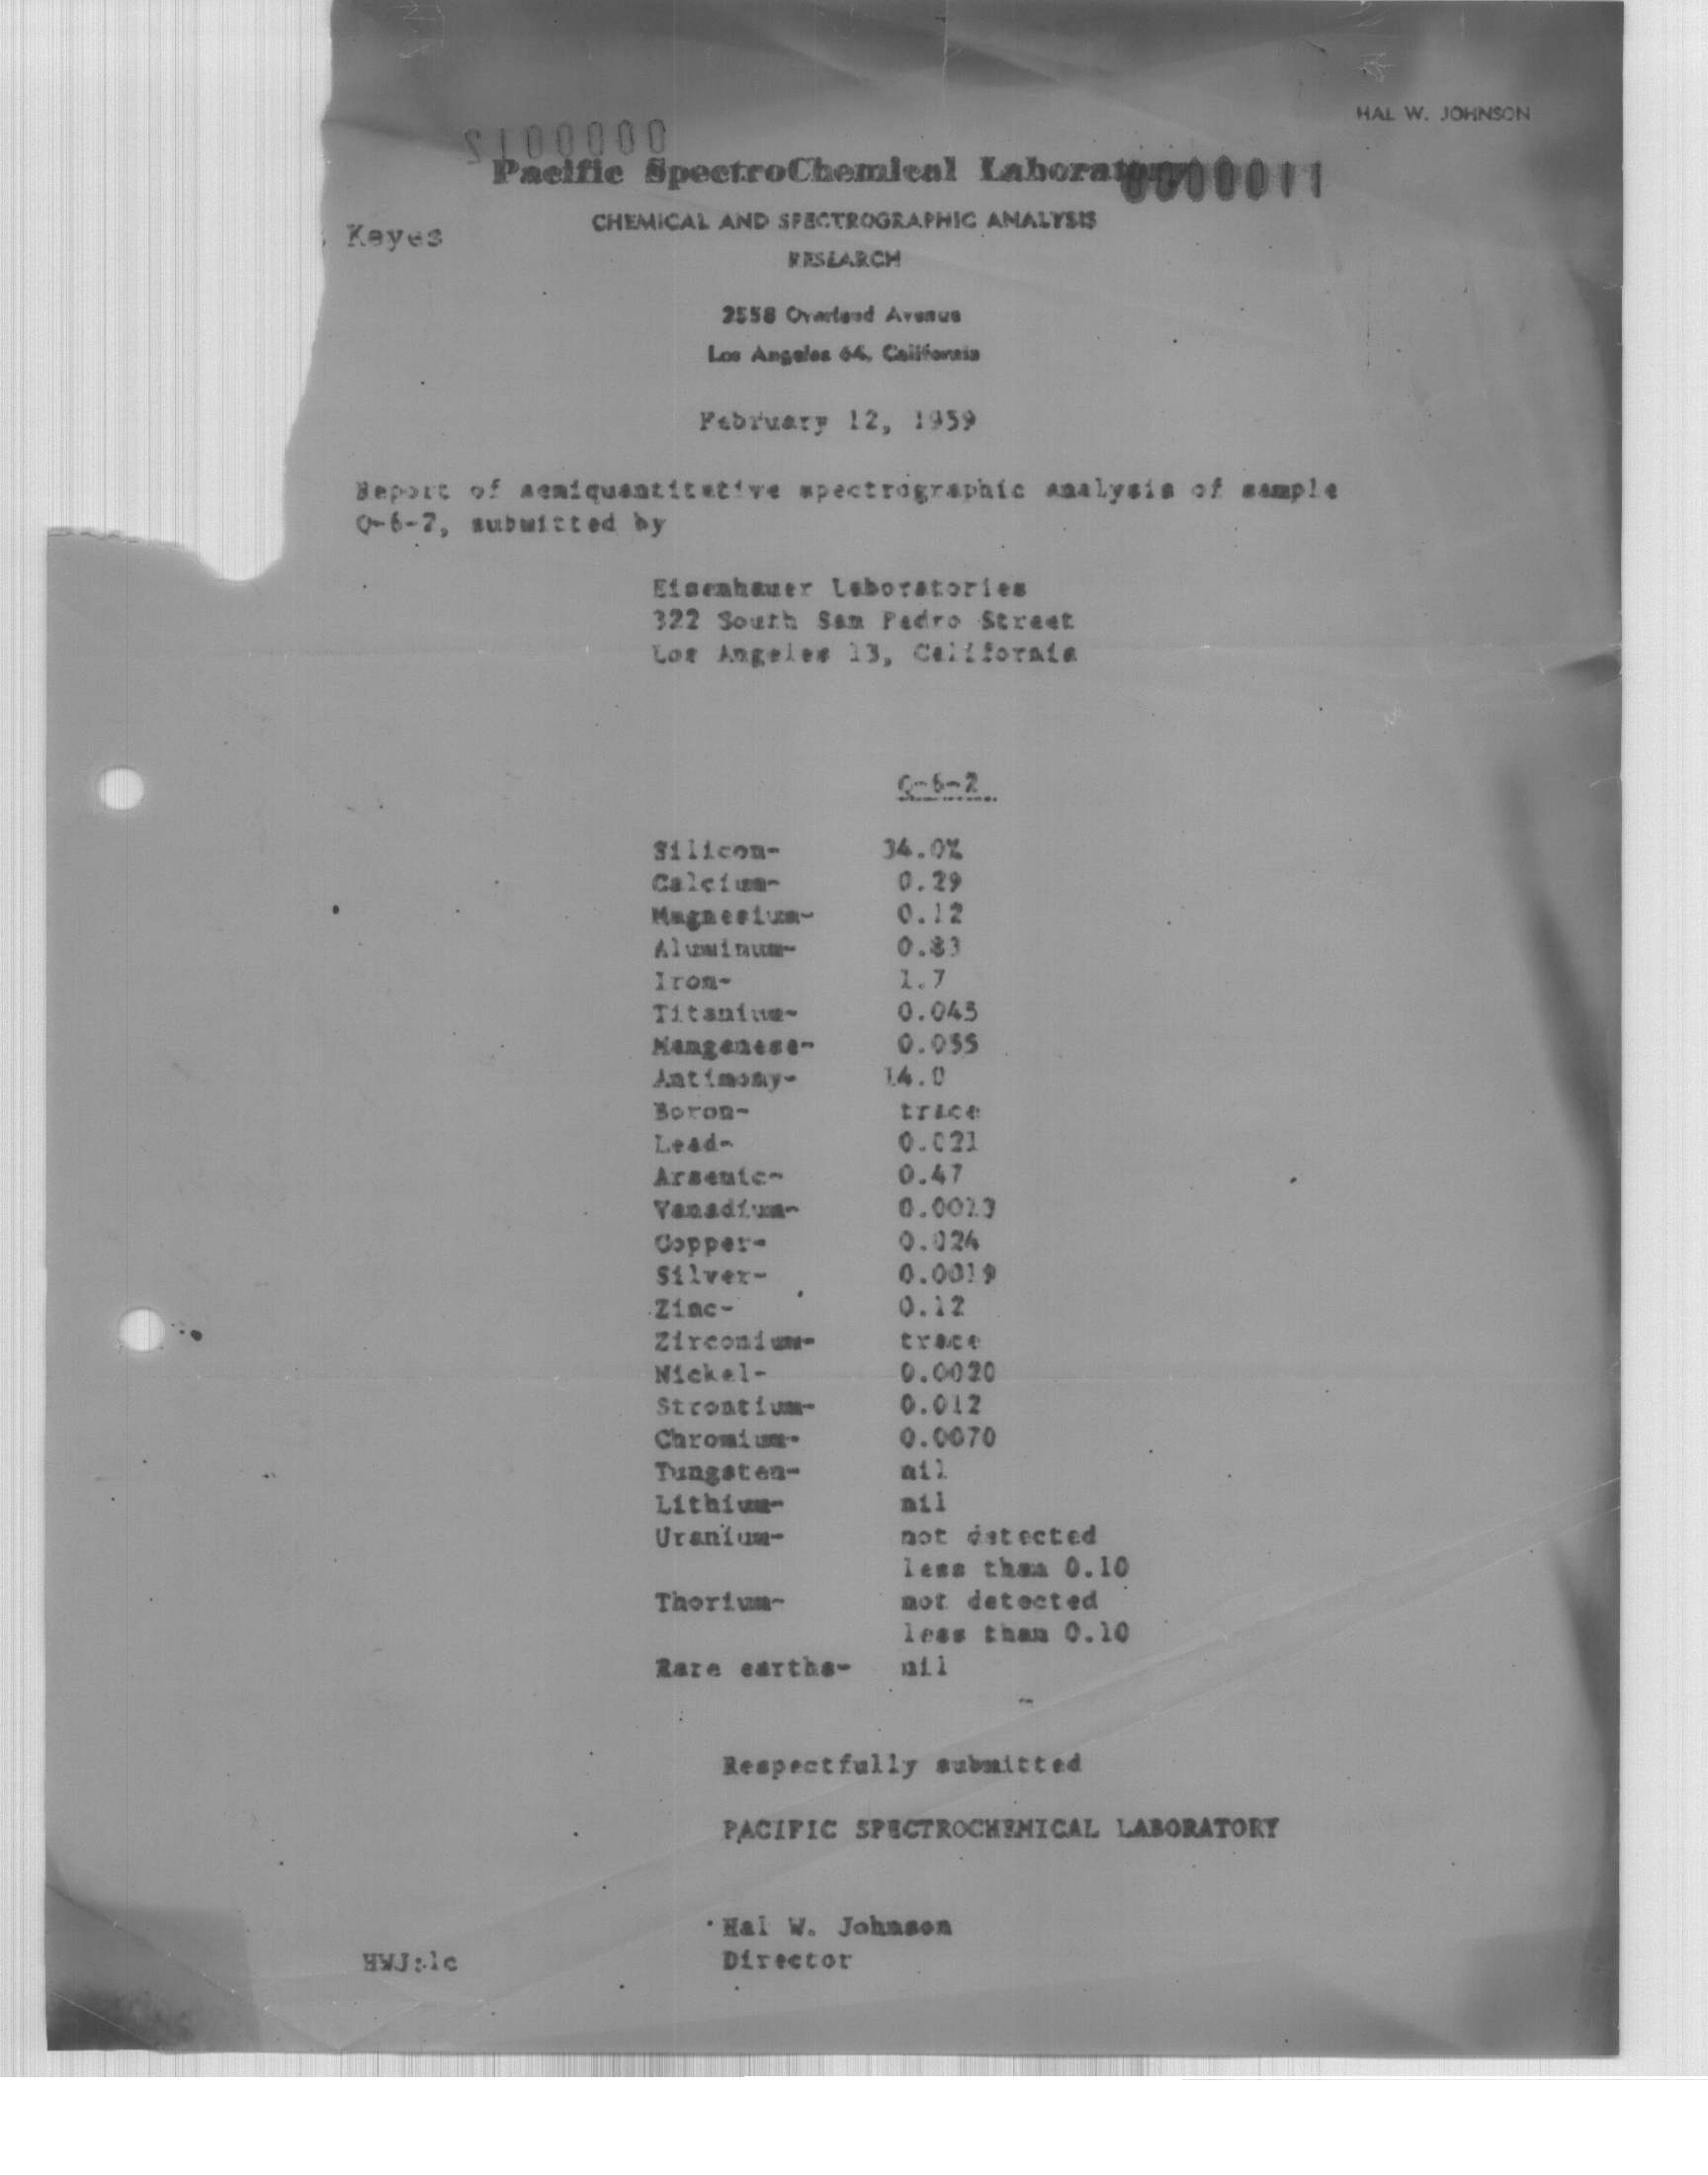 HAL W. JOHNSON
00000012
Pacific SpectroChemical Laboratory
0000011
Keyes
CHEMICAL AND SPECTROGRAPHIC ANALYSIS
RESEARCH
2558 Overland Avenue
Los Angeles 64, California
February 12, 1959
Report of semiquantitative spectrographic analysis of sample
Q-6-2, submitted by
Eisenhauer Laboratories
322 South San Pedro Street
Los Angeles 13, California
Q-6-2
Silicon- 34.0%
Calcium- 0.29
Magnesium- 0.12
Aluminum- 0.83
Iron- 1.7
Titanium- 0.045
Manganese- 0.055
Antimony- 14.0
Boron- trace
Lead- 0.021
Arsenic- 0.47
Vanadium- 0.0013
Copper- 0.024
Silver- 0.0019
Zinc- 0.12
Zirconium- trace
Nickel- 0.0020
Strontium- 0.012
Chromium- 0.0070
Tungsten- nil
Lithium- nil
Uranium- not detected
less than 0.10
Thorium- not detected
less than 0.10
Rare earths- nil
Respectfully submitted
PACIFIC SPECTROCHEMICAL LABORATORY
Hal W. Johnson
HWJ:lc Director